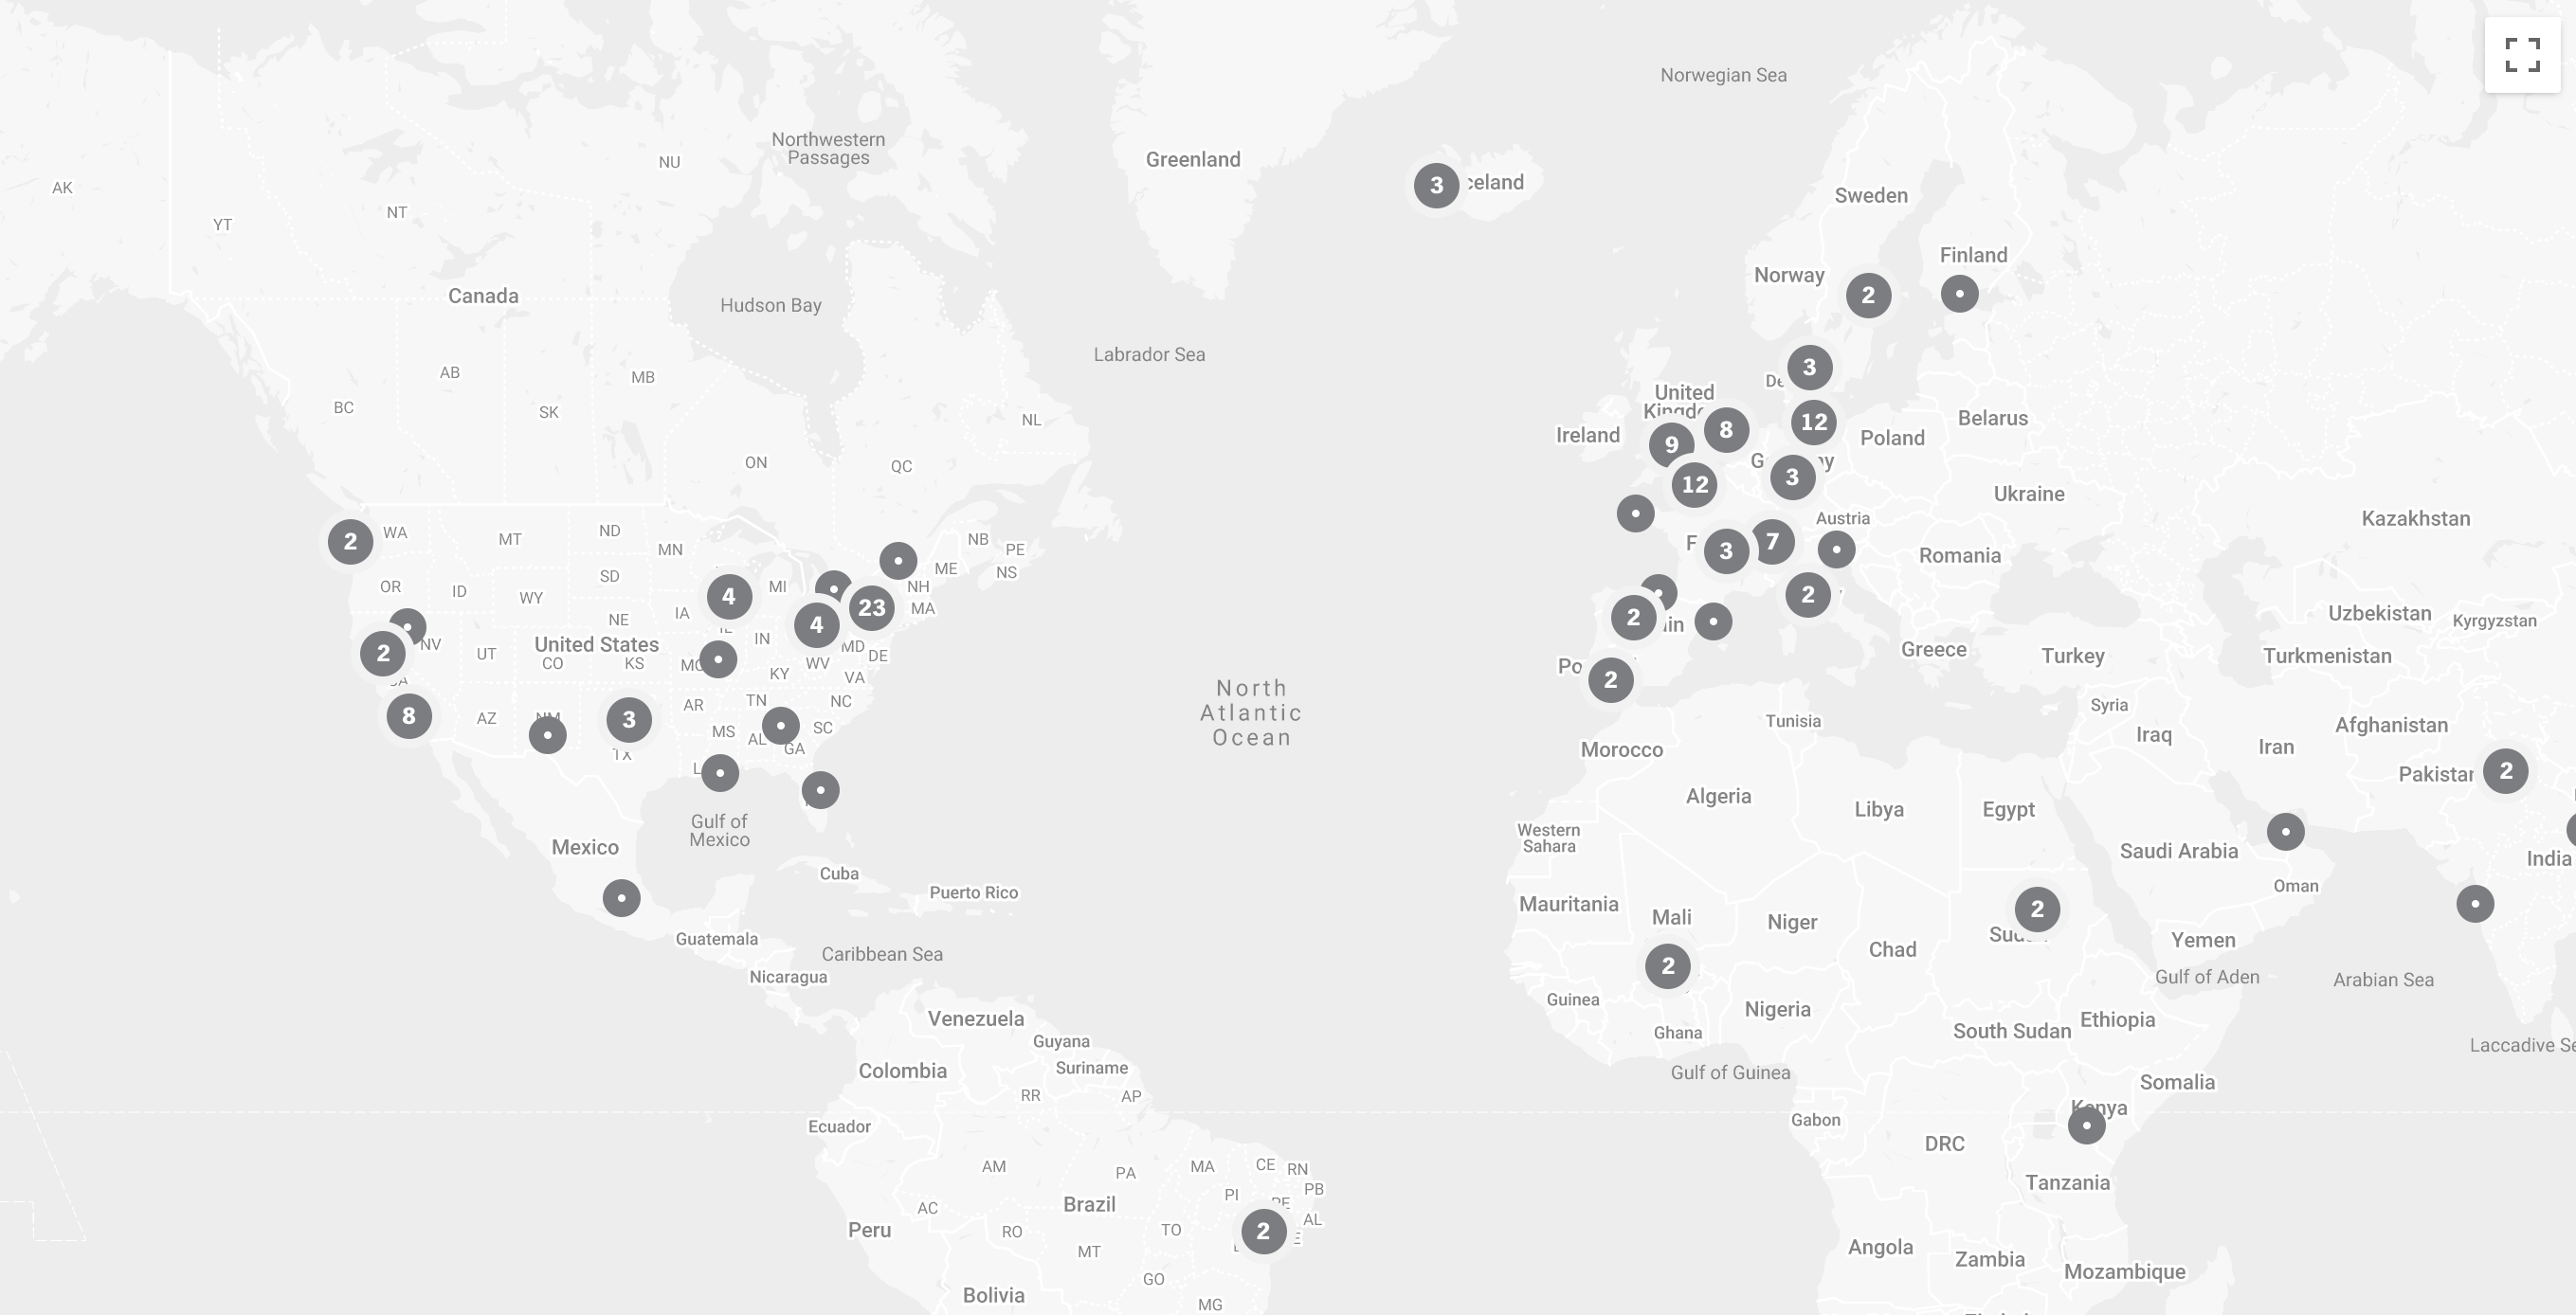 Norwegian Sea
Northwestern
Passages
Greenland
NU
AK
3
celand
Sweden
NT
YT
Finland
Norway
Canada
2
Hudson Bay
Labrador Sea
3
AB
MB
De
United
Kingdo
BC
SK
NL
Belarus
12
8
Ireland
9
Poland
ON
QC
G
y
3
12
Ukraine
Kazakhstan
Austria
2
WA
MT
ND
MN
NB
PE
F
3
7
Romania
ME
NS
SD
OR
ID
WY
MI
NH
4
23
MA
2
2
IA
NE
Uzbekistan
Kyrgyzstan
4
in
IL
IN
United States
NV
UT
CO
KS
MO
WV
MD
DE
Greece
Turkey
Turkmenistan
2
CA
KY
VA
Po
2
North
Atlantic
Ocean
TN
NC
AR
Syria
8
AZ
NM
3
MS
AL
GA
SC
Tunisia
Iraq
Afghanistan
TX
Morocco
Iran
L
Pakistan
2
Algeria
Libya
Egypt
Gulf of
Mexico
Western
Sahara
Mexico
Saudi Arabia
India
Cuba
Puerto Rico
Oman
Mauritania
Mali
Niger
2
Sudan
Guatemala
Caribbean Sea
Chad
Yemen
2
Nicaragua
Gulf of Aden
Arabian Sea
Guinea
Nigeria
Venezuela
Ghana
South Sudan
Ethiopia
Guyana
Laccadive Se
Colombia
Suriname
Gulf of Guinea
Somalia
RR
AP
Kenya
Ecuador
Gabon
DRC
AM
PA
MA
CE
RN
Tanzania
PI
PB
PE
Brazil
AC
AL
Peru
RO
TO
2
E
MT
Angola
Zambia
Mozambique
GO
Bolivia
MG